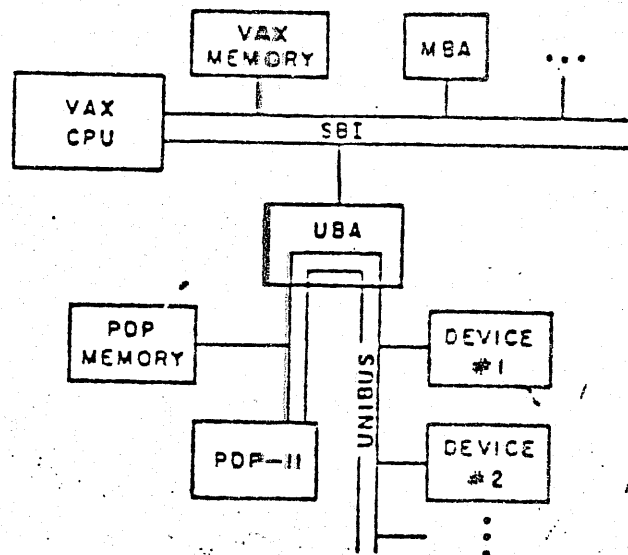 VAX
MEMORY
MBA
...
VAX
CPU
SBI
UBA
PDP
MEMORY
DEVICE
#1
UNIBUS
PDP-11
DEVICE
#2